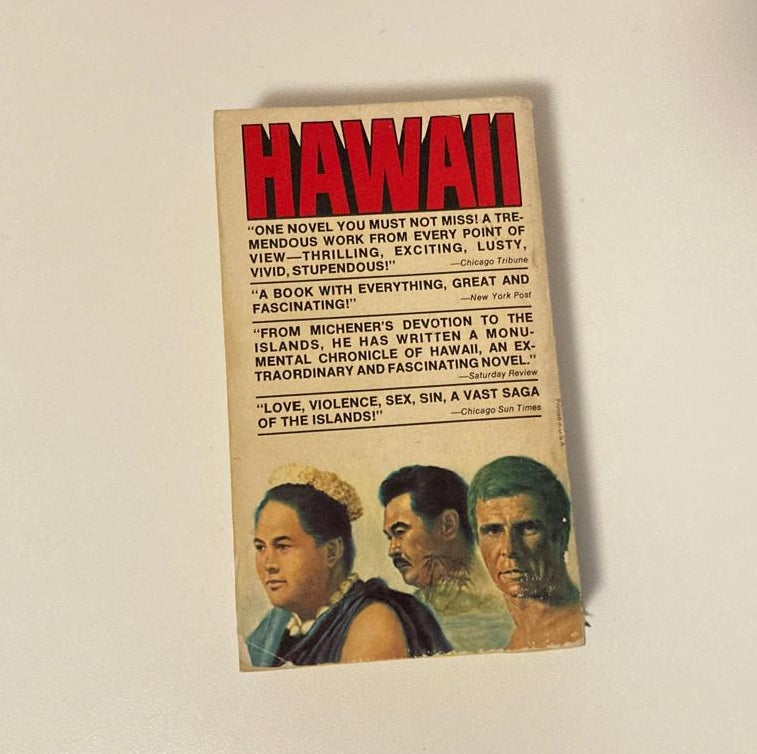 HAWAII
"ONE NOVEL YOU MUST NOT MISS! A TRE-
MENDOUS WORK FROM EVERY POINT OF
VIEW—THRILLING, EXCITING, LUSTY,
VIVID, STUPENDOUS!" —Chicago Tribune
"A BOOK WITH EVERYTHING, GREAT AND
FASCINATING!" —New York Post
"FROM MICHENER'S DEVOTION TO THE
ISLANDS, HE HAS WRITTEN A MONU-
MENTAL CHRONICLE OF HAWAII, AN EX-
TRAORDINARY AND FASCINATING NOVEL."
—Saturday Review
"LOVE, VIOLENCE, SEX, SIN, A VAST SAGA
OF THE ISLANDS!" —Chicago Sun Times